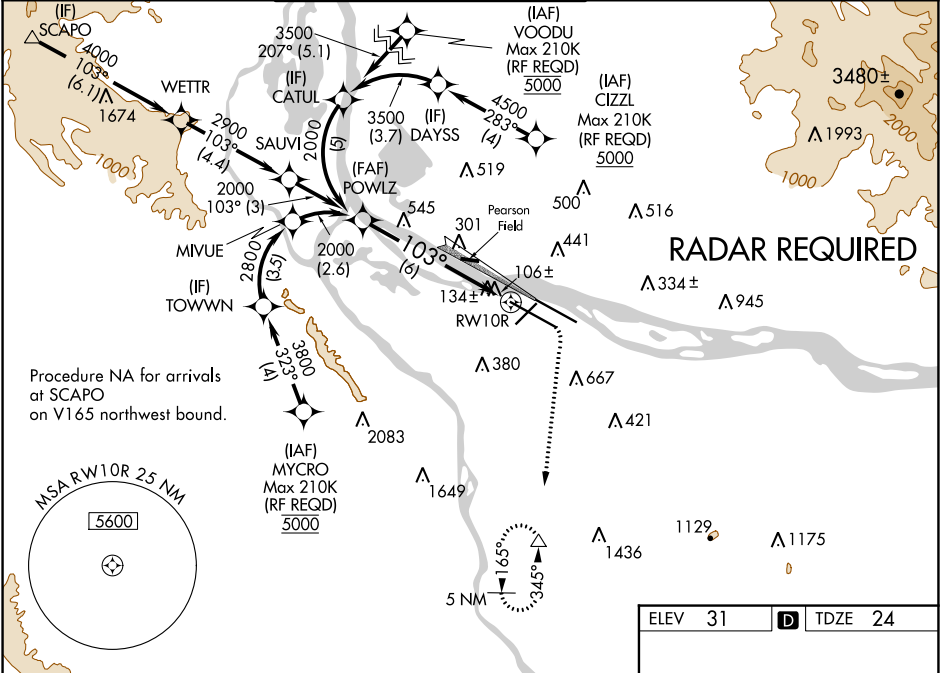 (IF)
SCAPO
4000
103°
(6.1)
1674
WETTR
2900
103°
(4.4)
SAUVI
2000
103° (3)
3500
207° (5.1)
(IF)
CATUL
2000
(5)
3500
(3.7)
(IF)
DAYSS
(IAF)
VOODU
Max 210K
(RF REQD)
5000
4500
283°
(4)
(IAF)
CIZZL
Max 210K
(RF REQD)
5000
3480±
2000
1993
1000
1000
(FAF)
POWLZ
519
500
516
545
301
Pearson
Field
441
RADAR REQUIRED
MIVUE
2000
(2.6)
103°
(6)
106±
134±
334±
945
RW10R
2800
(3.5)
(IF)
TOWWN
3800
323°
(4)
380
667
421
Procedure NA for arrivals
at SCAPO
on V165 northwest bound.
(IAF)
MYCRO
Max 210K
(RF REQD)
5000
2083
1649
MSA RW10R 25 NM
5600
165°
345°
5 NM
1436
1129
1175
ELEV 31 D TDZE 24